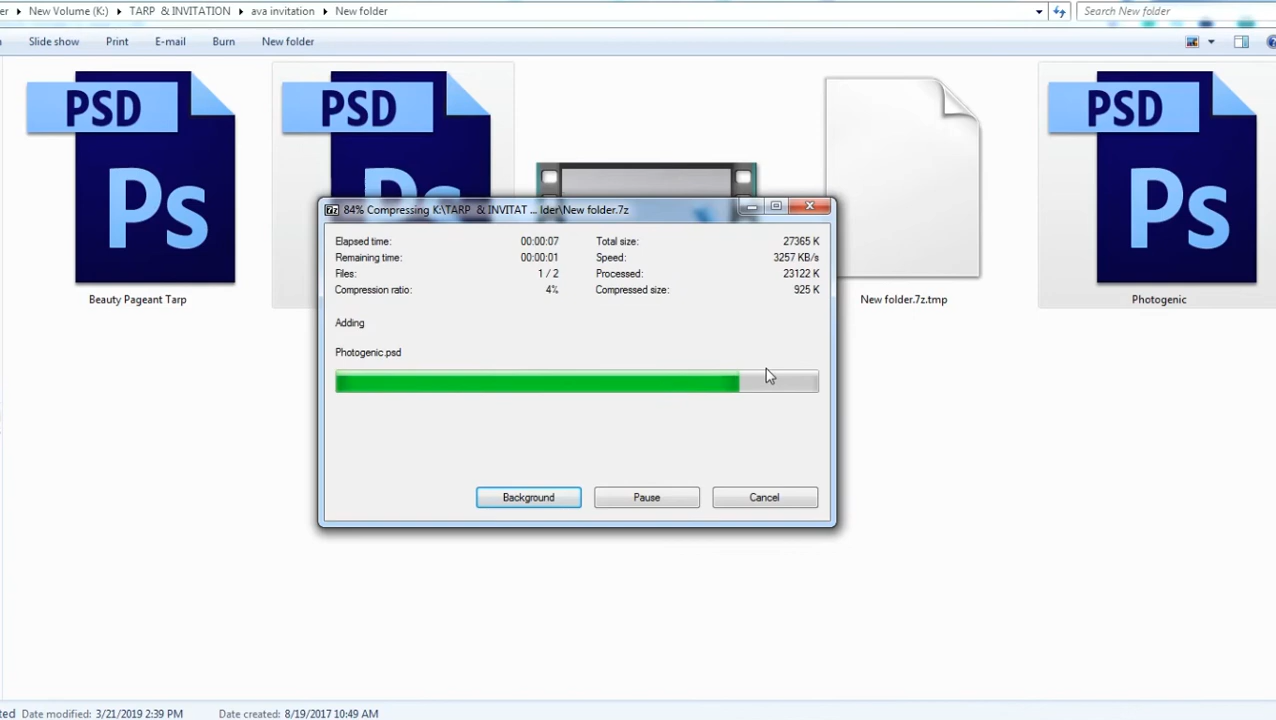 er ▸ New Volume (K:) ▸ TARP & INVITATION ▸ ava invitation ▸ New folder
Search New folder
Slide show Print E-mail Burn New folder
PSD Ps
PSD Ps
PSD Ps
Beauty Pageant Tarp
New folder.7z.tmp
Photogenic
7z 84% Compressing K:\TARP & INVITAT ... lder\New folder.7z
Elapsed time: 00:00:07 Total size: 27365 K
Remaining time: 00:00:01 Speed: 3257 KB/s
Files: 1 / 2 Processed: 23122 K
Compression ratio: 4% Compressed size: 925 K
Adding
Photogenic.psd
Background Pause Cancel
cted Date modified: 3/21/2019 2:39 PM Date created: 8/19/2017 10:49 AM